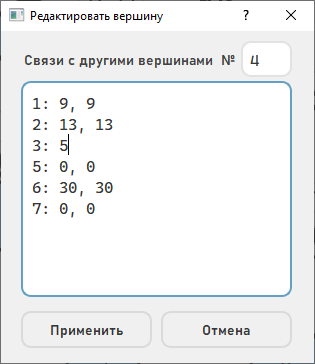 Редактировать вершину ? ×
Связи с другими вершинами № 4
1: 9, 9
2: 13, 13
3: 5
5: 0, 0
6: 30, 30
7: 0, 0
Применить Отмена